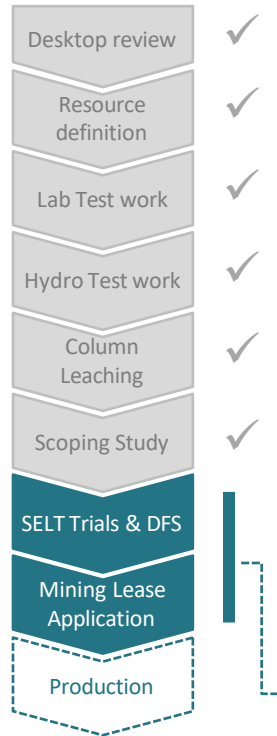 Desktop review
Resource
definition
Lab Test work
Hydro Test work
Column
Leaching
Scoping Study
SELT Trials & DFS
Mining Lease
Application
Production